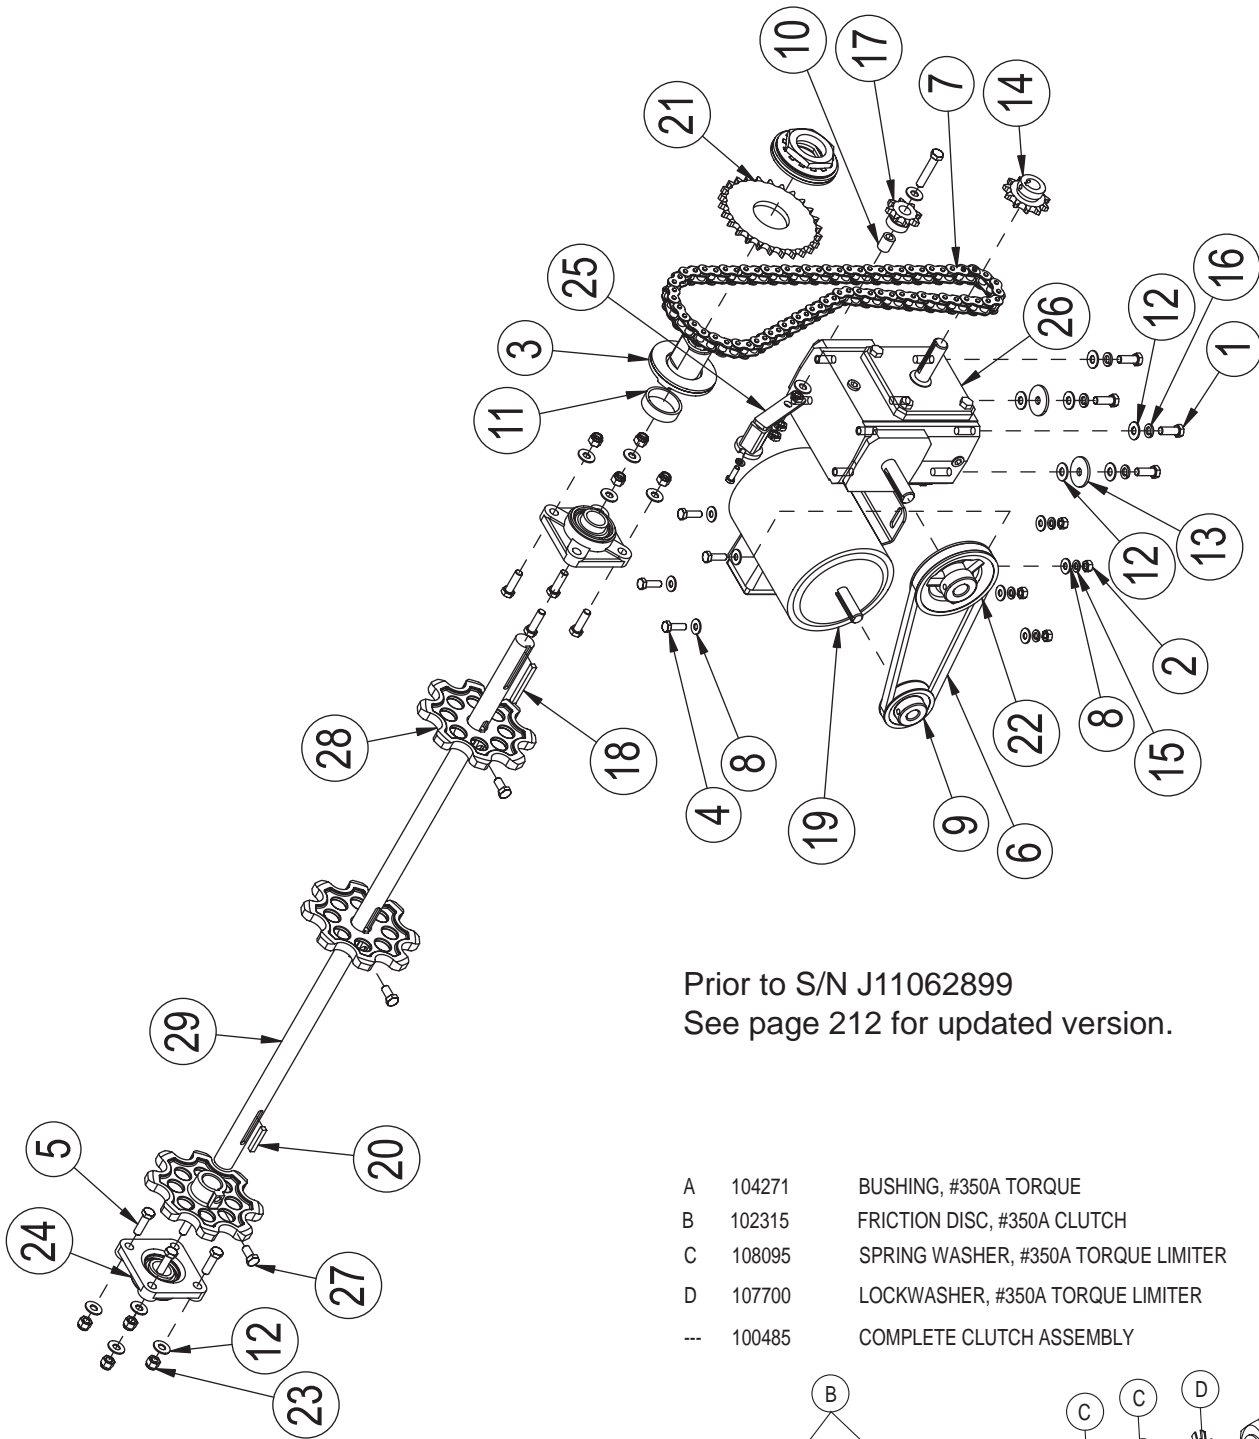 10
17
7
14
21
25
3
11
16
12
1
26
12
13
28
18
4
8
19
9
6
22
8
15
2
29
5
20
24
27
12
23
Prior to S/N J11062899
See page 212 for updated version.
A 104271 BUSHING, #350A TORQUE
B 102315 FRICTION DISC, #350A CLUTCH
C 108095 SPRING WASHER, #350A TORQUE LIMITER
D 107700 LOCKWASHER, #350A TORQUE LIMITER
--- 100485 COMPLETE CLUTCH ASSEMBLY
B
C
C
D